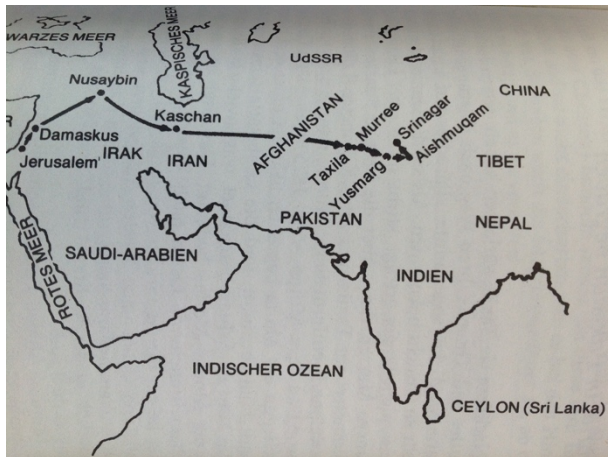 WARZES MEER
KASPISCHES MEER
UdSSR
CHINA
Nusaybin
Kaschan
AFGHANISTAN
Murree
Srinagar
Aishmuqam
R
Damaskus
Jerusalem
IRAK
IRAN
Taxila
Yusmarg
TIBET
PAKISTAN
NEPAL
ROTES MEER
SAUDI-ARABIEN
INDIEN
INDISCHER OZEAN
CEYLON (Sri Lanka)